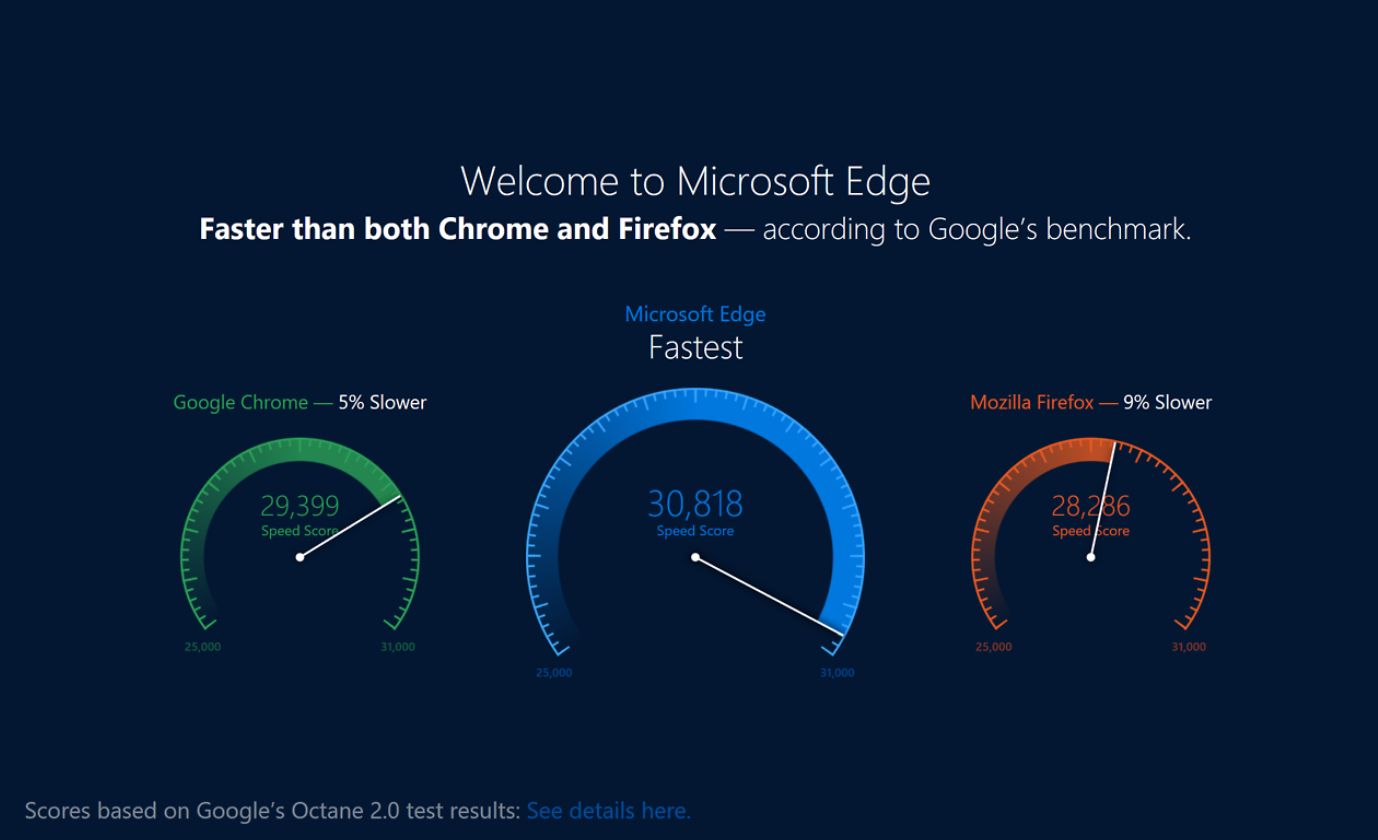 Welcome to Microsoft Edge
Faster than both Chrome and Firefox — according to Google's benchmark.
Microsoft Edge
Fastest
Google Chrome — 5% Slower
Mozilla Firefox — 9% Slower
29,399
Speed Score
30,818
Speed Score
28,286
Speed Score
25,000
31,000
25,000
31,000
25,000
31,000
Scores based on Google's Octane 2.0 test results: See details here.